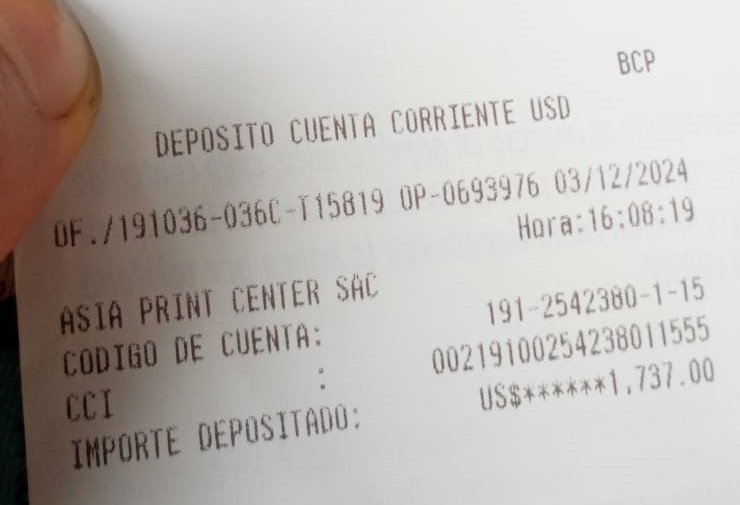 BCP
DEPOSITO CUENTA CORRIENTE USD
OF./191036-036C-T15819 OP-0693976 03/12/2024
Hora:16:08:19
ASIA PRINT CENTER SAC
CODIGO DE CUENTA: 191-2542380-1-15
CCI : 00219100254238011555
IMPORTE DEPOSITADO: US$******1,737.00